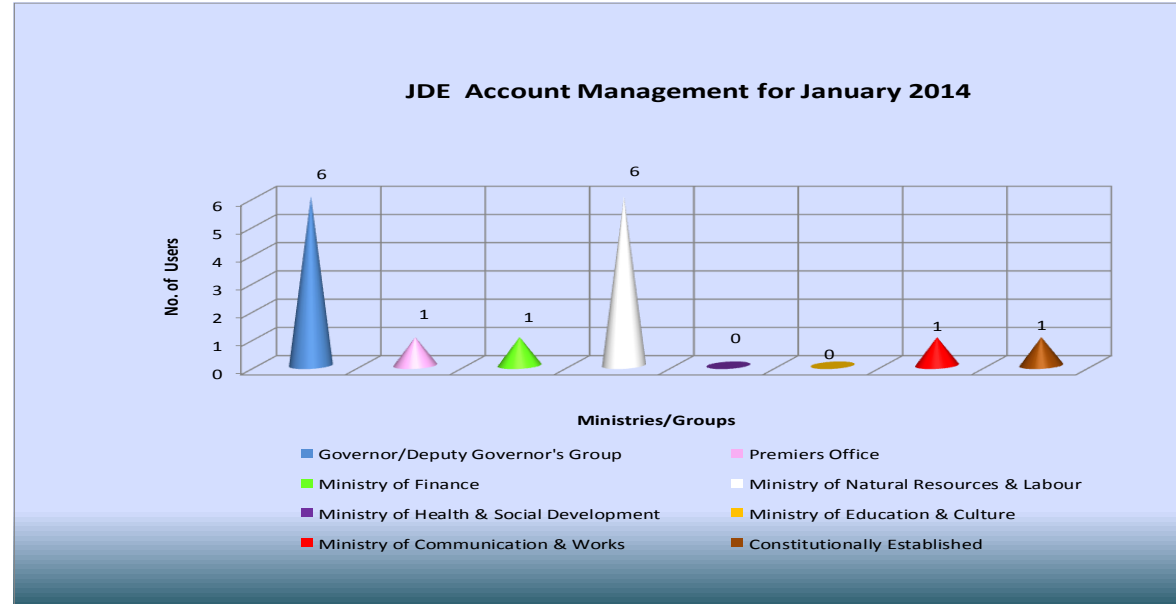 JDE Account Management for January 2014
6 6
1 1 0 0 1 1
No. of Users
6
5
4
3
2
1
0
Ministries/Groups
Governor/Deputy Governor's Group Premiers Office
Ministry of Finance Ministry of Natural Resources & Labour
Ministry of Health & Social Development Ministry of Education & Culture
Ministry of Communication & Works Constitutionally Established